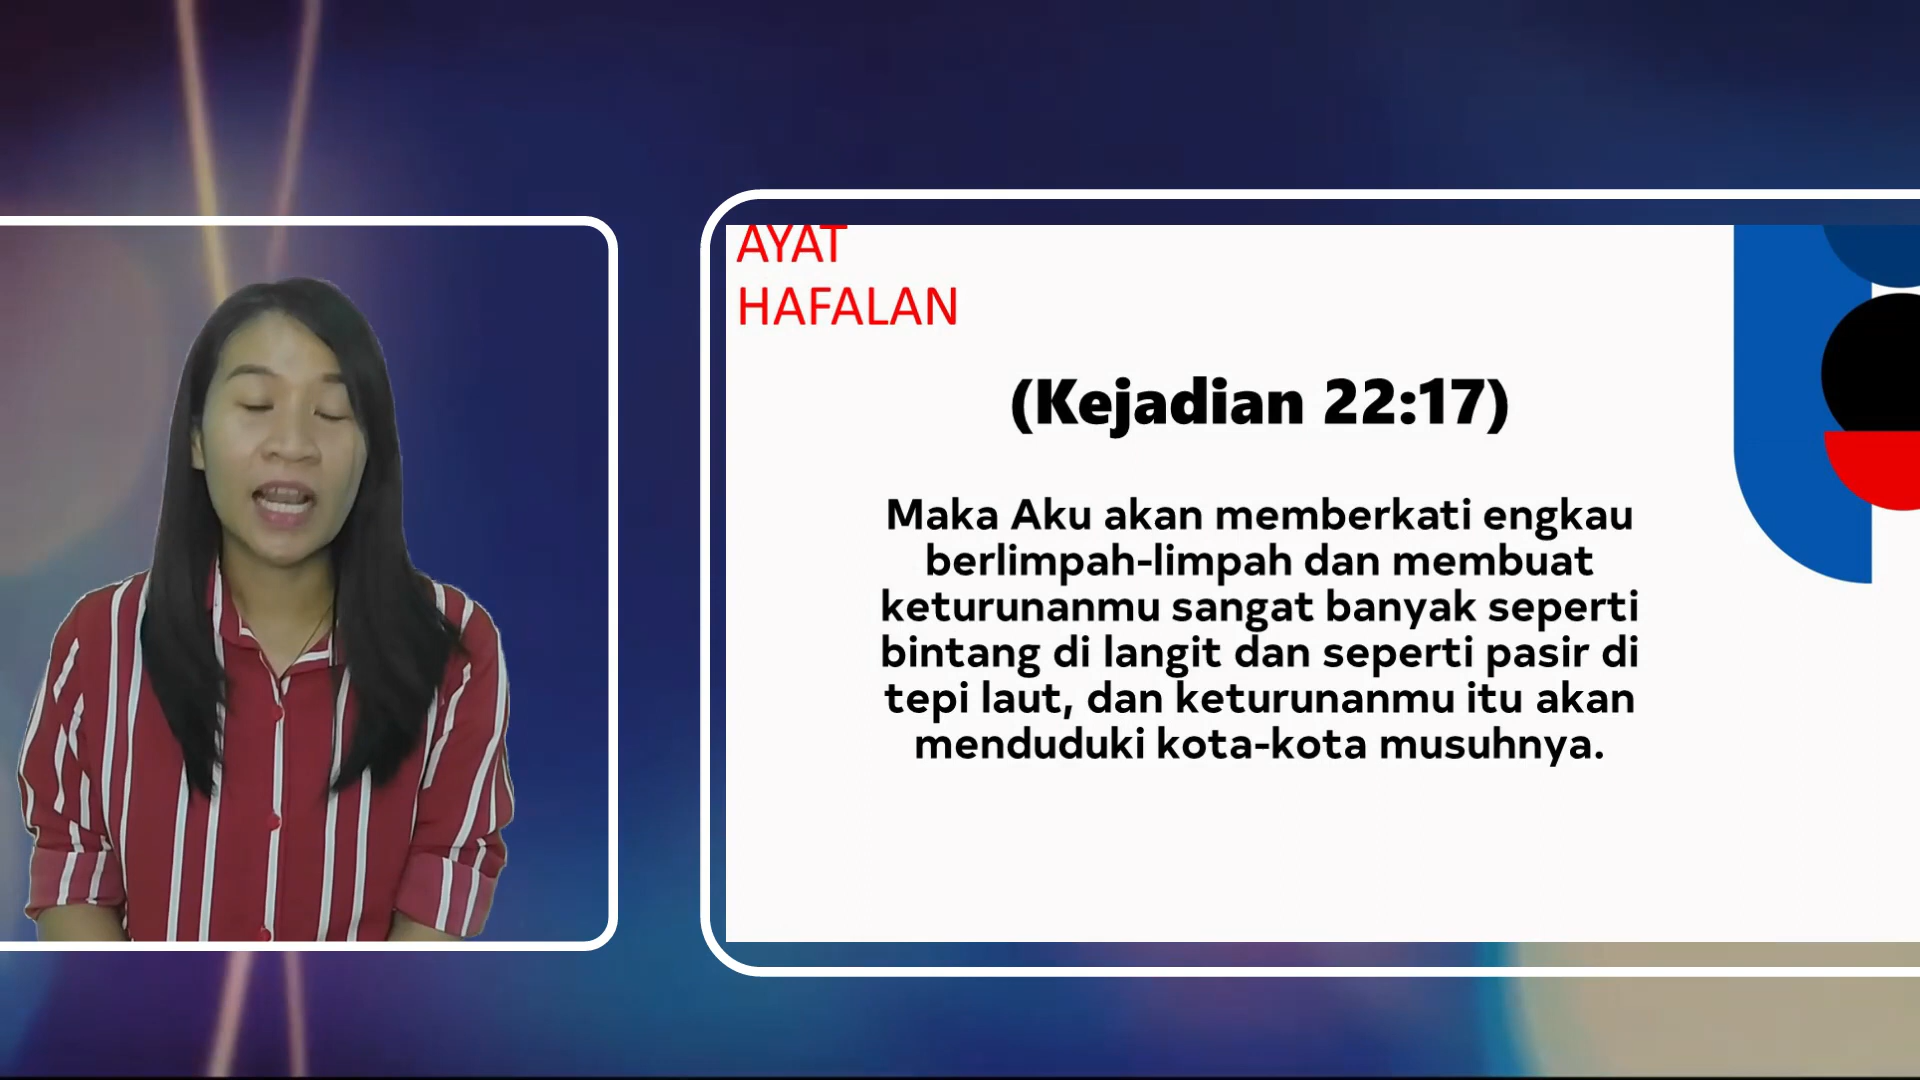 AYAT
HAFALAN
(Kejadian 22:17)
Maka Aku akan memberkati engkau
berlimpah-limpah dan membuat
keturunanmu sangat banyak seperti
bintang di langit dan seperti pasir di
tepi laut, dan keturunanmu itu akan
menduduki kota-kota musuhnya.